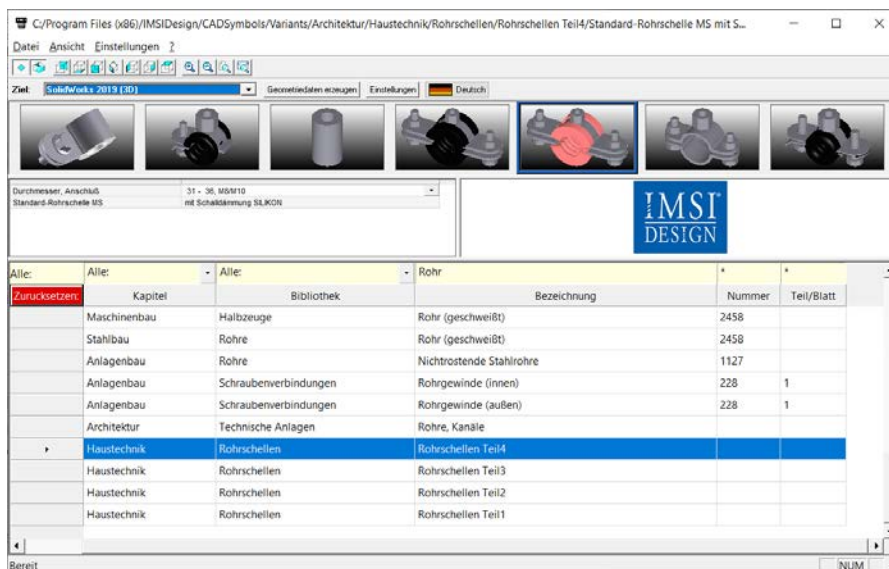 C:/Program Files (x86)/IMSIDesign/CADSymbols/Variants/Architektur/Haustechnik/Rohrschellen/Rohrschellen Teil4/Standard-Rohrschelle MS mit S...
Datei Ansicht Einstellungen ?
Ziel: SolidWorks 2019 (3D) Geometriedaten erzeugen Einstellungen Deutsch
Durchmesser, Anschluß 31 - 36, M8/M10
Standard-Rohrschelle MS mit Schalldämmung SILIKON
IMSI®
DESIGN
Alle: Alle: Alle: Rohr * *
Zurucksetzen: Kapitel Bibliothek Bezeichnung Nummer Teil/Blatt
Maschinenbau Halbzeuge Rohr (geschweißt) 2458
Stahlbau Rohre Rohr (geschweißt) 2458
Anlagenbau Rohre Nichtrostende Stahlrohre 1127
Anlagenbau Schraubenverbindungen Rohrgewinde (innen) 228 1
Anlagenbau Schraubenverbindungen Rohrgewinde (außen) 228 1
Architektur Technische Anlagen Rohre, Kanäle
Haustechnik Rohrschellen Rohrschellen Teil4
Haustechnik Rohrschellen Rohrschellen Teil3
Haustechnik Rohrschellen Rohrschellen Teil2
Haustechnik Rohrschellen Rohrschellen Teil1
Bereit NUM